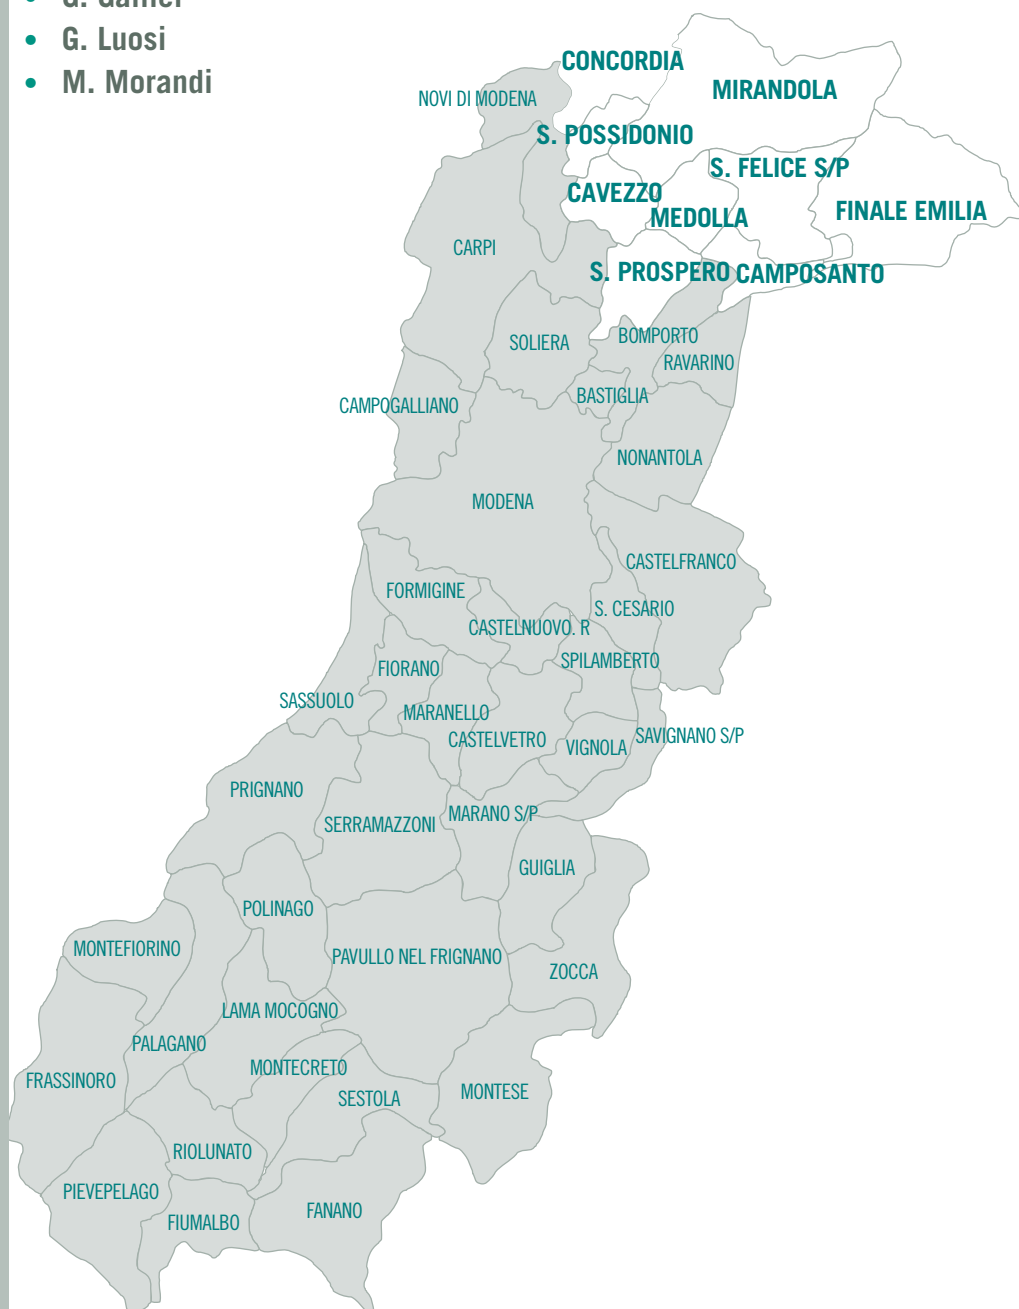 G. Luosi
M. Morandi
CONCORDIA
MIRANDOLA
NOVI DI MODENA
S. POSSIDONIO
S. FELICE S/P
CAVEZZO
MEDOLLA
FINALE EMILIA
CARPI
S. PROSPERO
CAMPOSANTO
BOMPORTO
SOLIERA
RAVARINO
BASTIGLIA
CAMPOGALLIANO
NONANTOLA
MODENA
CASTELFRANCO
FORMIGINE
S. CESARIO
CASTELNUOVO. R
SPILAMBERTO
FIORANO
SASSUOLO
MARANELLO
CASTELVETRO
SAVIGNANO S/P
VIGNOLA
PRIGNANO
MARANO S/P
SERRAMAZZONI
GUIGLIA
POLINAGO
MONTEFIORINO
PAVULLO NEL FRIGNANO
ZOCCA
LAMA MOCOGNO
PALAGANO
MONTECRETO
FRASSINORO
MONTESE
SESTOLA
RIOLUNATO
PIEVEPELAGO
FANANO
FIUMALBO